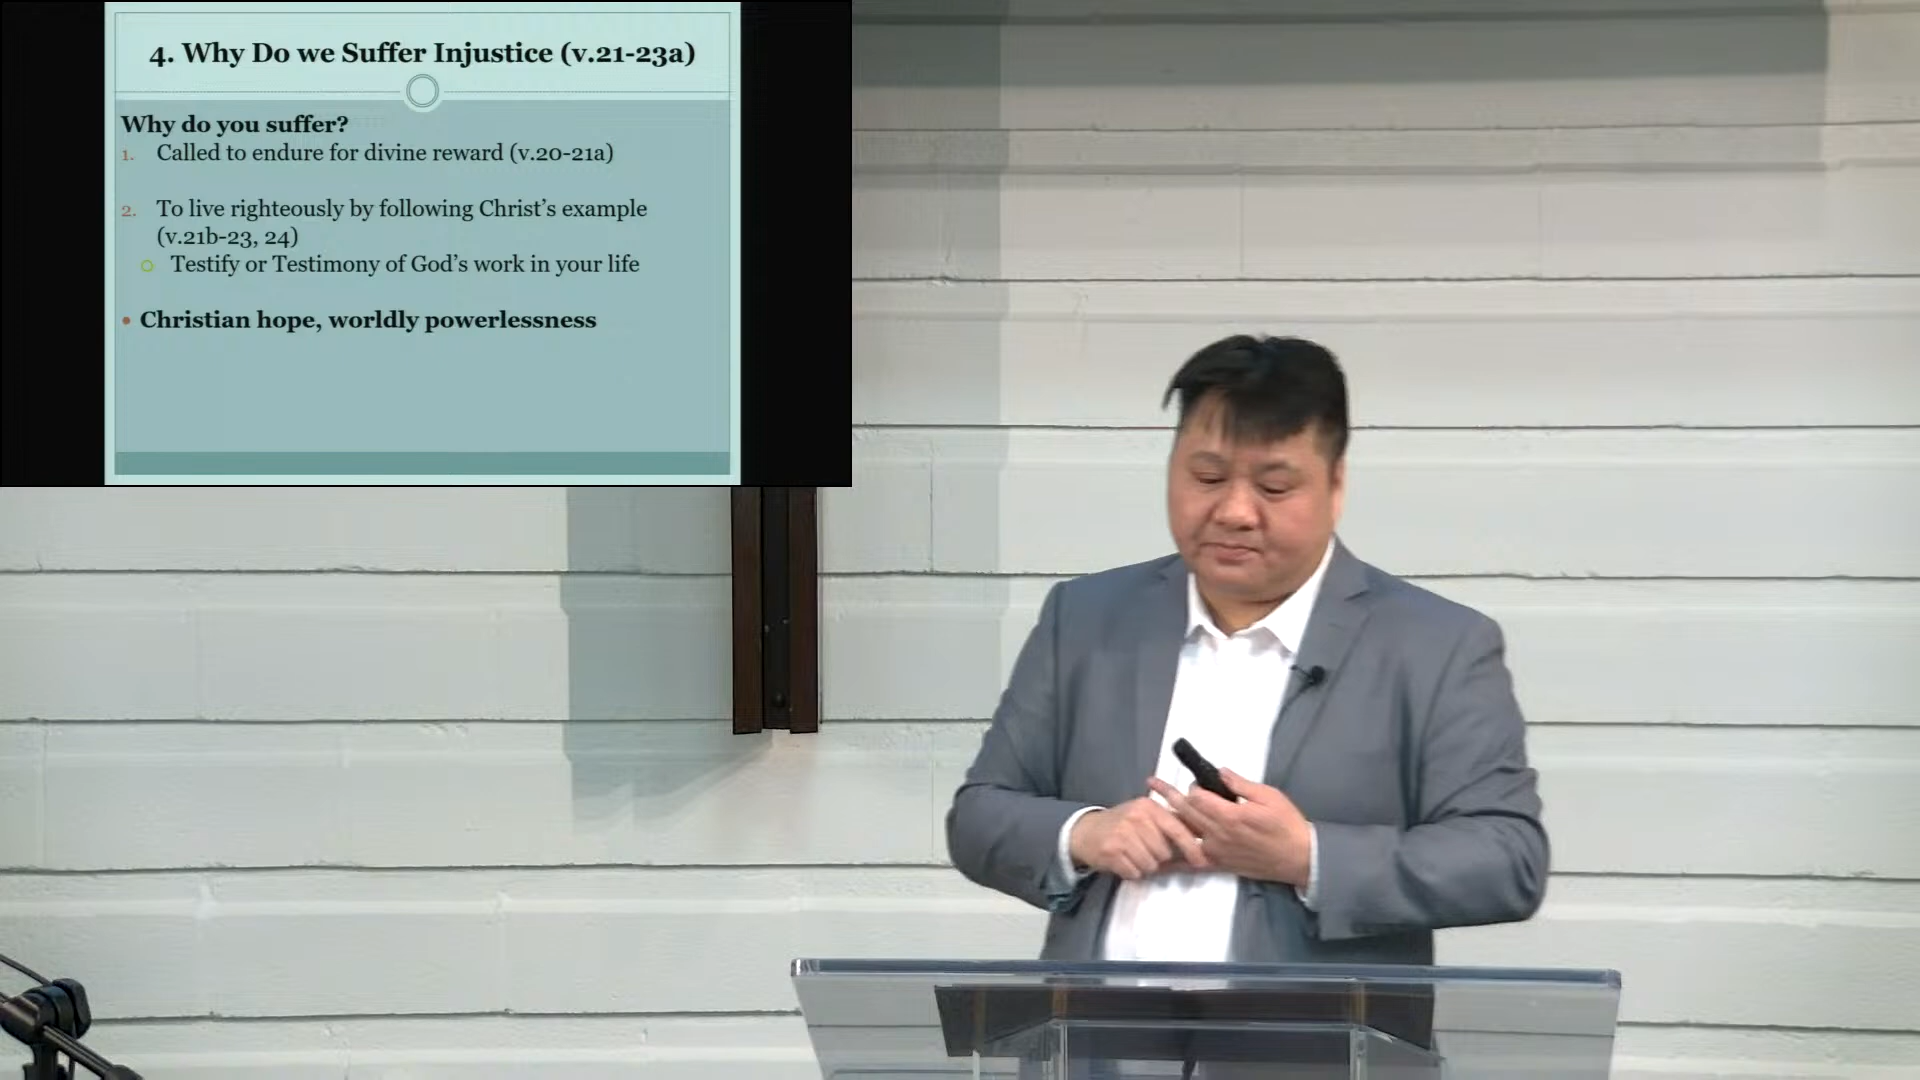 4. Why Do we Suffer Injustice (v.21-23a)
Why do you suffer?
1. Called to endure for divine reward (v.20-21a)
2. To live righteously by following Christ's example
(v.21b-23, 24)
Testify or Testimony of God's work in your life
• Christian hope, worldly powerlessness